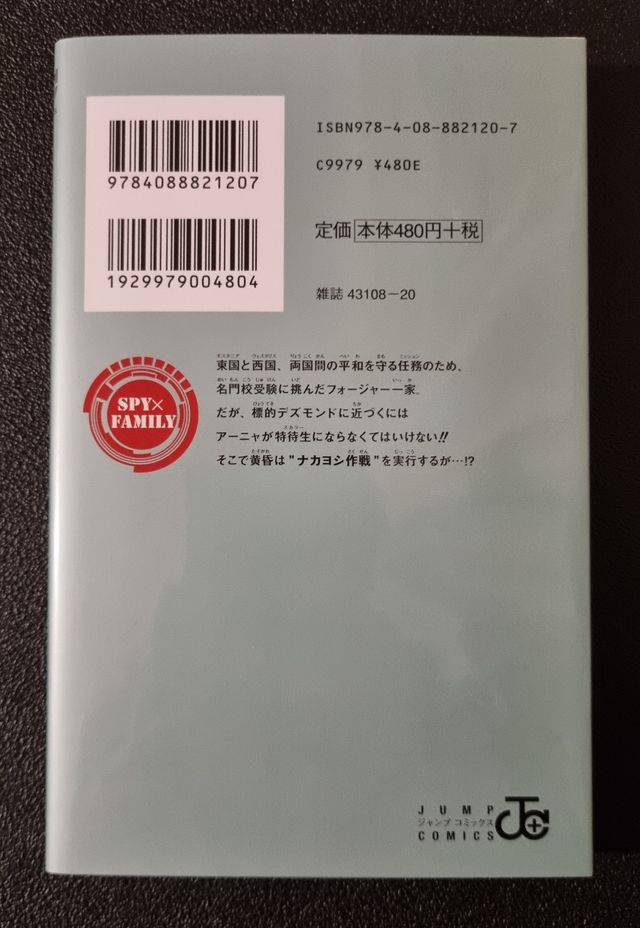 ISBN978-4-08-882120-7
9784088821207
C9979 ¥480E
定価 本体480円+税
1929979004804
雑誌 43108-20
東国と西国、両国間の平和を守る任務のため、
名門校受験に挑んだフォージャー一家。
だが、標的デズモンドに近づくには
アーニャが特待生にならなくてはいけない!!
そこで黄昏は"ナカヨシ作戦"を実行するが…!?
SPY×
FAMILY
JUMP
ジャンプ コミックス
COMICS